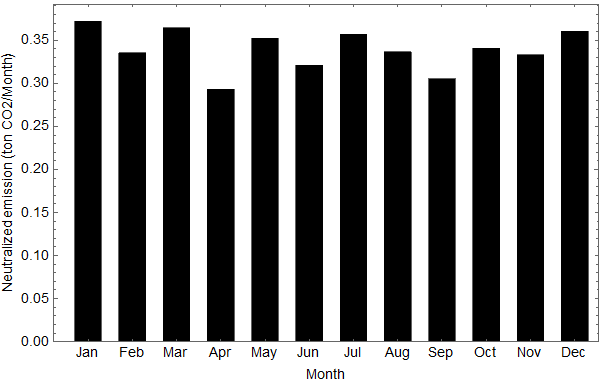 Neutralized emission (ton CO2/Month)
0.35
0.30
0.25
0.20
0.15
0.10
0.05
0.00
Jan Feb Mar Apr May Jun Jul Aug Sep Oct Nov Dec
Month